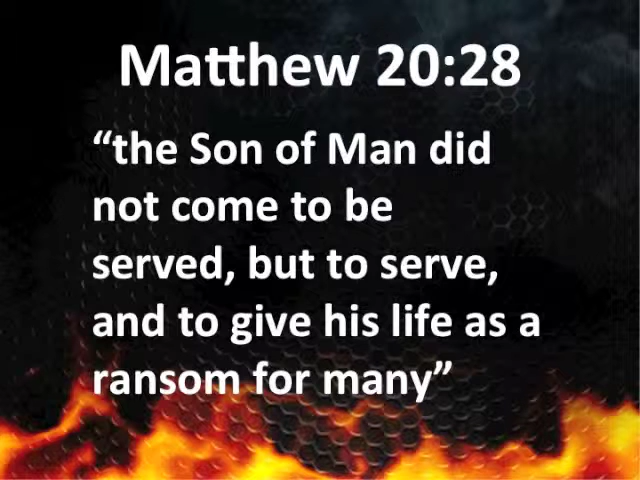 Matthew 20:28
“the Son of Man did
not come to be
served, but to serve,
and to give his life as a
ransom for many”